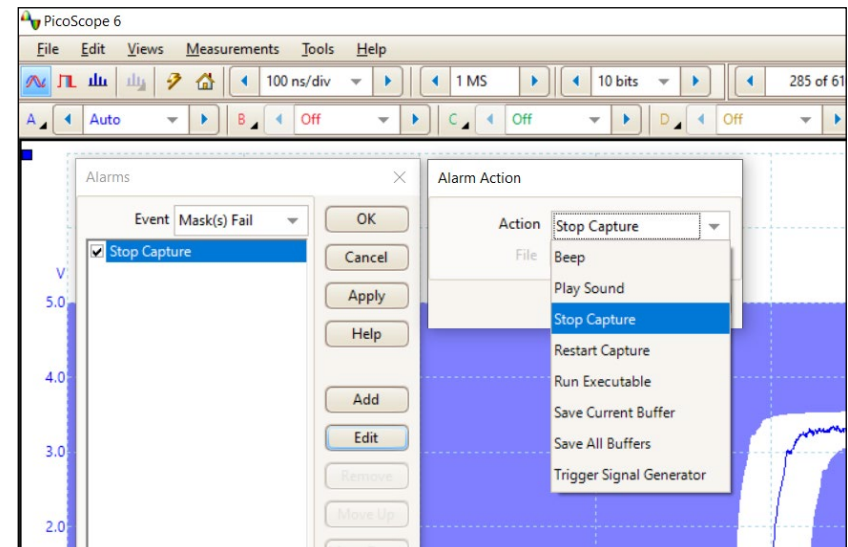 PicoScope 6
File Edit Views Measurements Tools Help
100 ns/div 1 MS 10 bits 285 of 61
A Auto B Off C Off D Off
Alarms
Event Mask(s) Fail
Stop Capture
OK
Cancel
Apply
Help
Add
Edit
Remove
Move Up
Alarm Action
Action Stop Capture
File
Beep
Play Sound
Stop Capture
Restart Capture
Run Executable
Save Current Buffer
Save All Buffers
Trigger Signal Generator
V
5.0
4.0
3.0
2.0